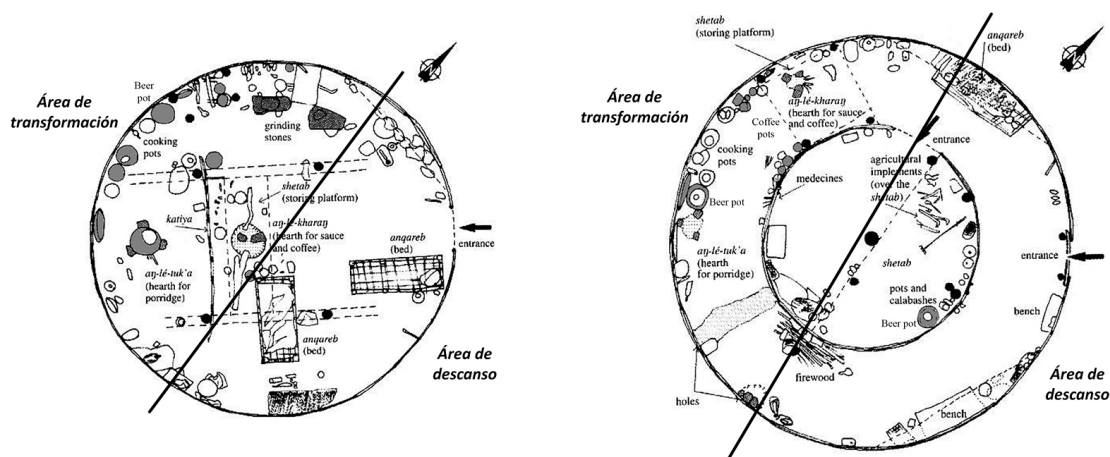 Área de
transformación
Beer
pot
cooking
pots
grinding
stones
katiya
shetab
(storing platform)
aŋ-lé-kharaŋ
(hearth for sauce
and coffee)
anqareb
(bed)
entrance
aŋ-lé-tuk'a
(hearth for
porridge)
anqareb
(bed)
Área de
descanso
shetab
(storing platform)
anqareb
(bed)
Área de
transformación
aŋ-lé-kharaŋ
(hearth for sauce
and coffee)
Coffee
pots
cooking
pots
entrance
agricultural
implements
(over the
shetab)
medecines
Beer pot
aŋ-lé-tuk'a
(hearth
for porridge)
shetab
entrance
pots and
calabashes
Beer pot
bench
firewood
Área de
descanso
holes
bench